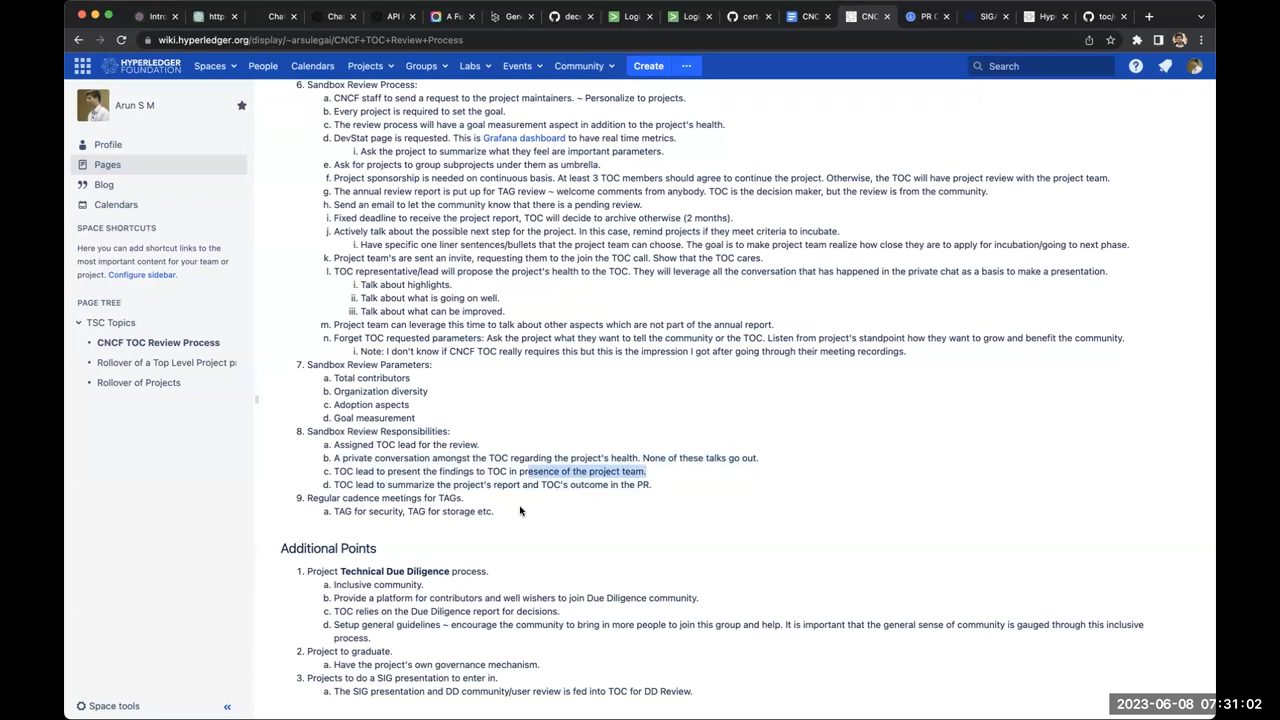 Intro
http
Chat
Chat
API
A Fu
Gen
deco
Logi
Logi
cert
CNC
CNC
PR C
SIGA
Hype
toc/
wiki.hyperledger.org/display/~arsulegai/CNCF+TOC+Review+Process
HYPERLEDGER FOUNDATION Spaces People Calendars Projects Groups Labs Events Community Create ··· Search
Arun S M
Profile
Pages
Blog
Calendars
SPACE SHORTCUTS
Here you can add shortcut links to the
most important content for your team or
project. Configure sidebar.
PAGE TREE
TSC Topics
CNCF TOC Review Process
Rollover of a Top Level Project p
Rollover of Projects
Space tools
6. Sandbox Review Process:
a. CNCF staff to send a request to the project maintainers. ~ Personalize to projects.
b. Every project is required to set the goal.
c. The review process will have a goal measurement aspect in addition to the project's health.
d. DevStat page is requested. This is Grafana dashboard to have real time metrics.
i. Ask the project to summarize what they feel are important parameters.
e. Ask for projects to group subprojects under them as umbrella.
f. Project sponsorship is needed on continuous basis. At least 3 TOC members should agree to continue the project. Otherwise, the TOC will have project review with the project team.
g. The annual review report is put up for TAG review ~ welcome comments from anybody. TOC is the decision maker, but the review is from the community.
h. Send an email to let the community know that there is a pending review.
i. Fixed deadline to receive the project report, TOC will decide to archive otherwise (2 months).
j. Actively talk about the possible next step for the project. In this case, remind projects if they meet criteria to incubate.
i. Have specific one liner sentences/bullets that the project team can choose. The goal is to make project team realize how close they are to apply for incubation/going to next phase.
k. Project team's are sent an invite, requesting them to join the TOC call. Show that the TOC cares.
l. TOC representative/lead will propose the project's health to the TOC. They will leverage all the conversation that has happened in the private chat as a basis to make a presentation.
i. Talk about highlights.
ii. Talk about what is going on well.
iii. Talk about what can be improved.
m. Project team can leverage this time to talk about other aspects which are not part of the annual report.
n. Forget TOC requested parameters: Ask the project what they want to tell the community or the TOC. Listen from project's standpoint how they want to grow and benefit the community.
i. Note: I don't know if CNCF TOC really requires this but this is the impression I got after going through their meeting recordings.
7. Sandbox Review Parameters:
a. Total contributors
b. Organization diversity
c. Adoption aspects
d. Goal measurement
8. Sandbox Review Responsibilities:
a. Assigned TOC lead for the review.
b. A private conversation amongst the TOC regarding the project's health. None of these talks go out.
c. TOC lead to present the findings to TOC in presence of the project team.
d. TOC lead to summarize the project's report and TOC's outcome in the PR.
9. Regular cadence meetings for TAGs.
a. TAG for security, TAG for storage etc.
Additional Points
1. Project Technical Due Diligence process.
a. Inclusive community.
b. Provide a platform for contributors and well wishers to join Due Diligence community.
c. TOC relies on the Due Diligence report for decisions.
d. Setup general guidelines ~ encourage the community to bring in more people to join this group and help. It is important that the general sense of community is gauged through this inclusive
process.
2. Project to graduate.
a. Have the project's own governance mechanism.
3. Projects to do a SIG presentation to enter in.
a. The SIG presentation and DD community/user review is fed into TOC for DD Review.
2023-06-08 07:31:02